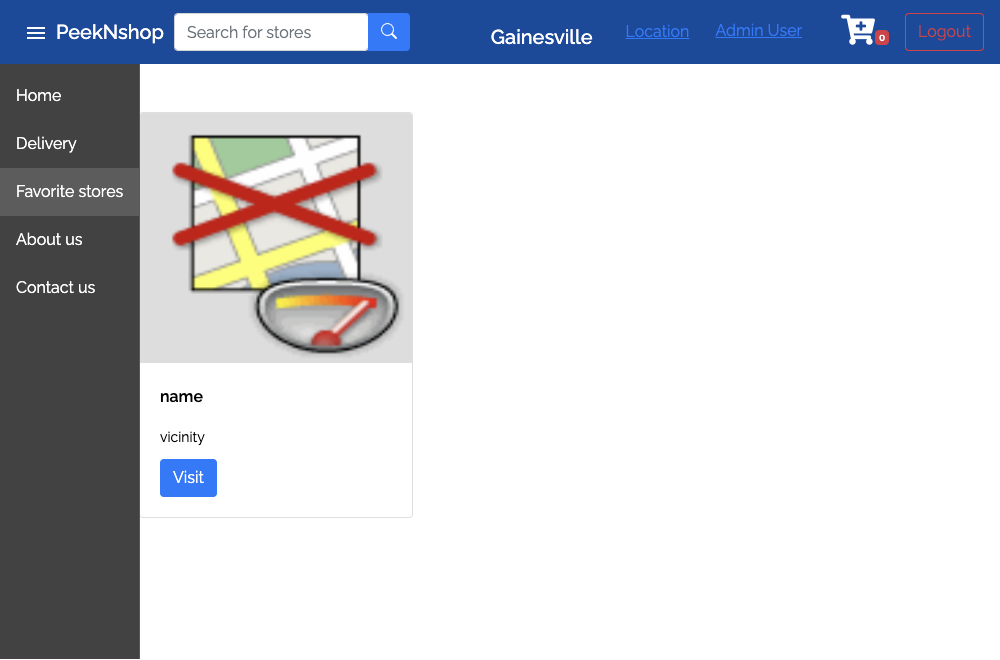 PeekNshop
Search for stores
Gainesville
Location
Admin User
0
Logout
Home
Delivery
Favorite stores
About us
Contact us
name
vicinity
Visit